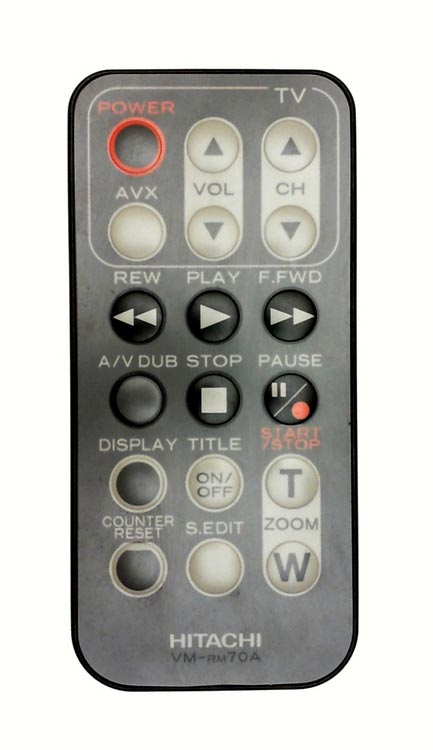 TV
POWER
AVX
VOL
CH
REW PLAY F.FWD
A/V DUB STOP PAUSE
START
/STOP
DISPLAY TITLE
ON/
OFF
T
COUNTER
RESET
S.EDIT
ZOOM
W
HITACHI
VM-RM70A